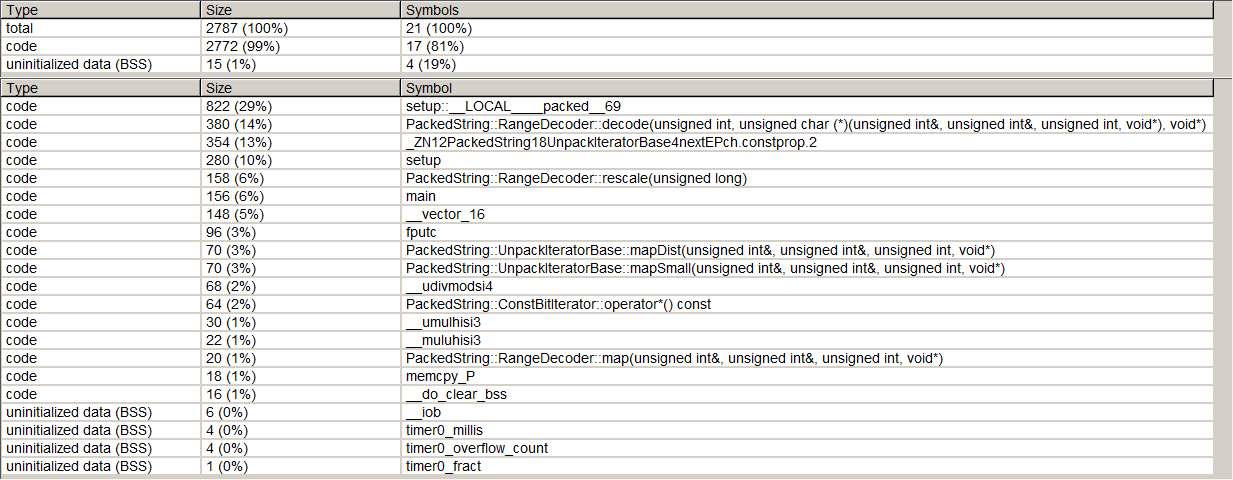 Type Size Symbols
total 2787 (100%) 21 (100%)
code 2772 (99%) 17 (81%)
uninitialized data (BSS) 15 (1%) 4 (19%)
Type Size Symbol
code 822 (29%) setup::__LOCAL____packed__69
code 380 (14%) PackedString::RangeDecoder::decode(unsigned int, unsigned char (*)(unsigned int&, unsigned int&, unsigned int, void*), void*)
code 354 (13%) _ZN12PackedString18UnpackIteratorBase4nextEPch.constprop.2
code 280 (10%) setup
code 158 (6%) PackedString::RangeDecoder::rescale(unsigned long)
code 156 (6%) main
code 148 (5%) __vector_16
code 96 (3%) fputc
code 70 (3%) PackedString::UnpackIteratorBase::mapDist(unsigned int&, unsigned int&, unsigned int, void*)
code 70 (3%) PackedString::UnpackIteratorBase::mapSmall(unsigned int&, unsigned int&, unsigned int, void*)
code 68 (2%) __udivmodsi4
code 64 (2%) PackedString::ConstBitIterator::operator*() const
code 30 (1%) __umulhisi3
code 22 (1%) __muluhisi3
code 20 (1%) PackedString::RangeDecoder::map(unsigned int&, unsigned int&, unsigned int, void*)
code 18 (1%) memcpy_P
code 16 (1%) __do_clear_bss
uninitialized data (BSS) 6 (0%) __iob
uninitialized data (BSS) 4 (0%) timer0_millis
uninitialized data (BSS) 4 (0%) timer0_overflow_count
uninitialized data (BSS) 1 (0%) timer0_fract